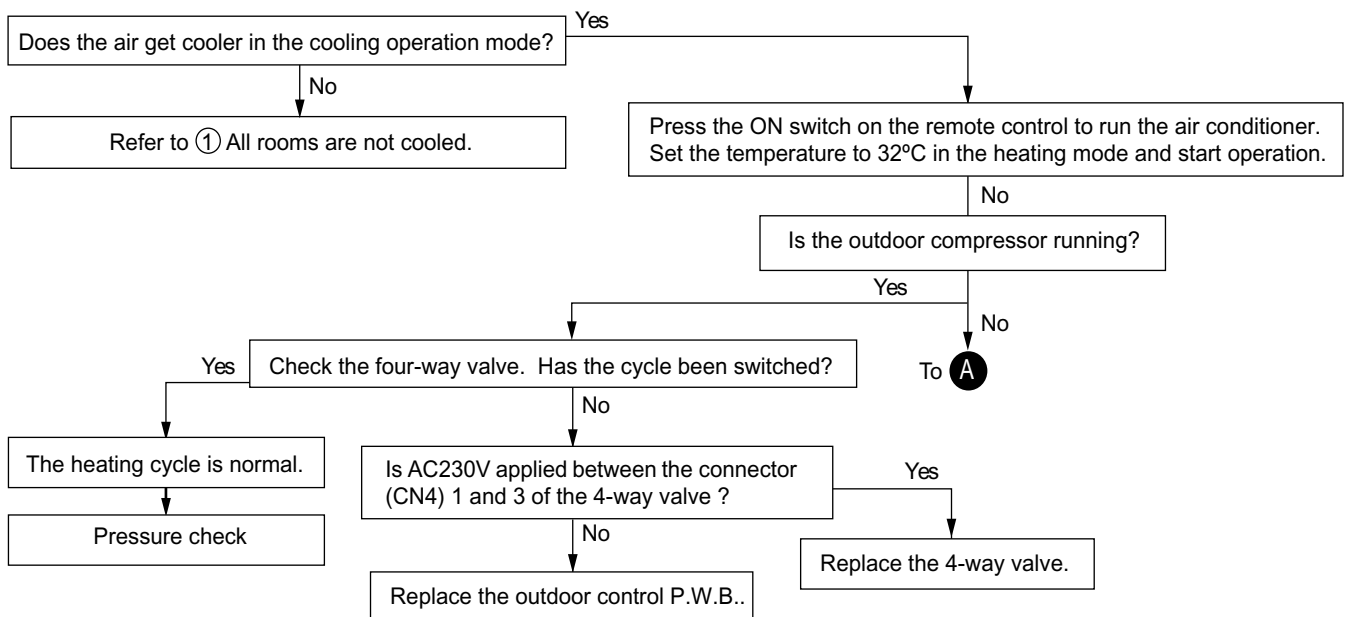 Yes
Does the air get cooler in the cooling operation mode?
No
Refer to ① All rooms are not cooled.
Press the ON switch on the remote control to run the air conditioner.
Set the temperature to 32ºC in the heating mode and start operation.
No
Is the outdoor compressor running?
Yes
No
To A
Yes
Check the four-way valve.  Has the cycle been switched?
No
The heating cycle is normal.
Is AC230V applied between the connector
(CN4) 1 and 3 of the 4-way valve ?
Yes
Pressure check
No
Replace the 4-way valve.
Replace the outdoor control P.W.B..